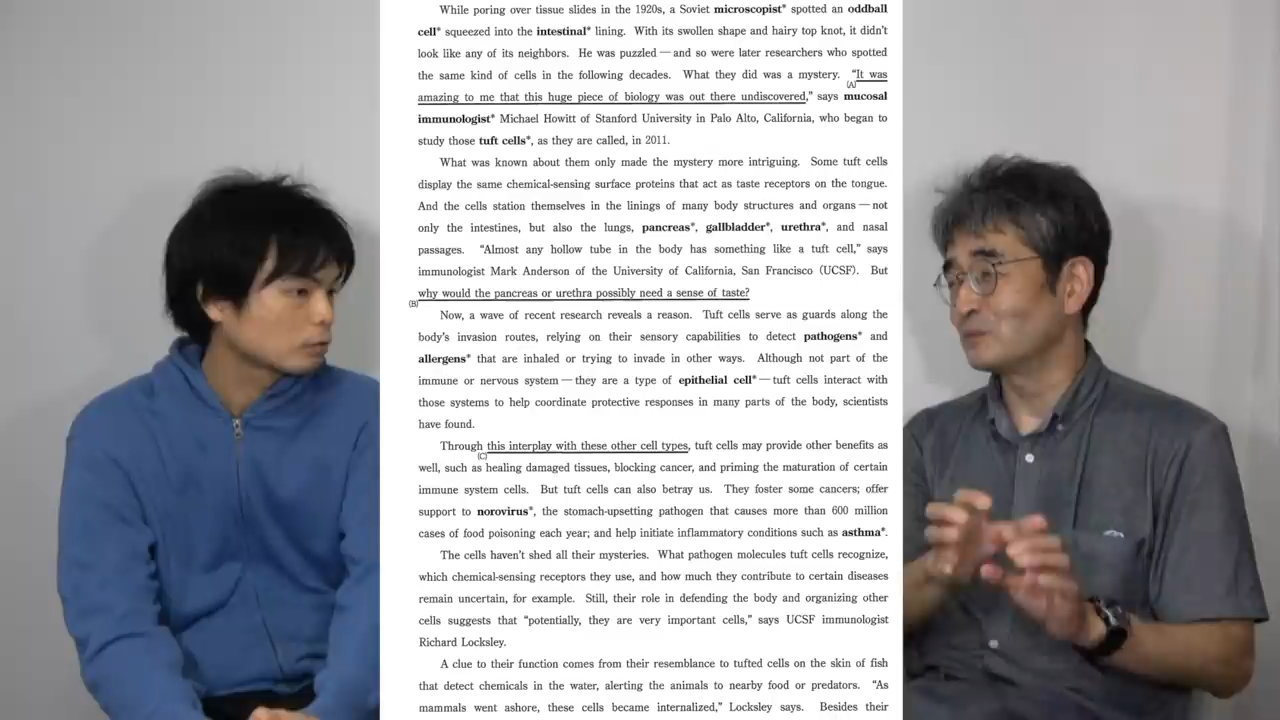 While poring over tissue slides in the 1920s, a Soviet microscopist* spotted an oddball
cell* squeezed into the intestinal* lining. With its swollen shape and hairy top knot, it didn't
look like any of its neighbors. He was puzzled — and so were later researchers who spotted
the same kind of cells in the following decades. What they did was a mystery. "It was
(A)
amazing to me that this huge piece of biology was out there undiscovered," says mucosal
immunologist* Michael Howitt of Stanford University in Palo Alto, California, who began to
study those tuft cells*, as they are called, in 2011.
What was known about them only made the mystery more intriguing. Some tuft cells
display the same chemical-sensing surface proteins that act as taste receptors on the tongue.
And the cells station themselves in the linings of many body structures and organs — not
only the intestines, but also the lungs, pancreas*, gallbladder*, urethra*, and nasal
passages. "Almost any hollow tube in the body has something like a tuft cell," says
immunologist Mark Anderson of the University of California, San Francisco (UCSF). But
why would the pancreas or urethra possibly need a sense of taste?
(B)
Now, a wave of recent research reveals a reason. Tuft cells serve as guards along the
body's invasion routes, relying on their sensory capabilities to detect pathogens* and
allergens* that are inhaled or trying to invade in other ways. Although not part of the
immune or nervous system — they are a type of epithelial cell* — tuft cells interact with
those systems to help coordinate protective responses in many parts of the body, scientists
have found.
Through this interplay with these other cell types, tuft cells may provide other benefits as
(C)
well, such as healing damaged tissues, blocking cancer, and priming the maturation of certain
immune system cells. But tuft cells can also betray us. They foster some cancers; offer
support to norovirus*, the stomach-upsetting pathogen that causes more than 600 million
cases of food poisoning each year; and help initiate inflammatory conditions such as asthma*.
The cells haven't shed all their mysteries. What pathogen molecules tuft cells recognize,
which chemical-sensing receptors they use, and how much they contribute to certain diseases
remain uncertain, for example. Still, their role in defending the body and organizing other
cells suggests that "potentially, they are very important cells," says UCSF immunologist
Richard Locksley.
A clue to their function comes from their resemblance to tufted cells on the skin of fish
that detect chemicals in the water, alerting the animals to nearby food or predators. "As
mammals went ashore, these cells became internalized," Locksley says. Besides their